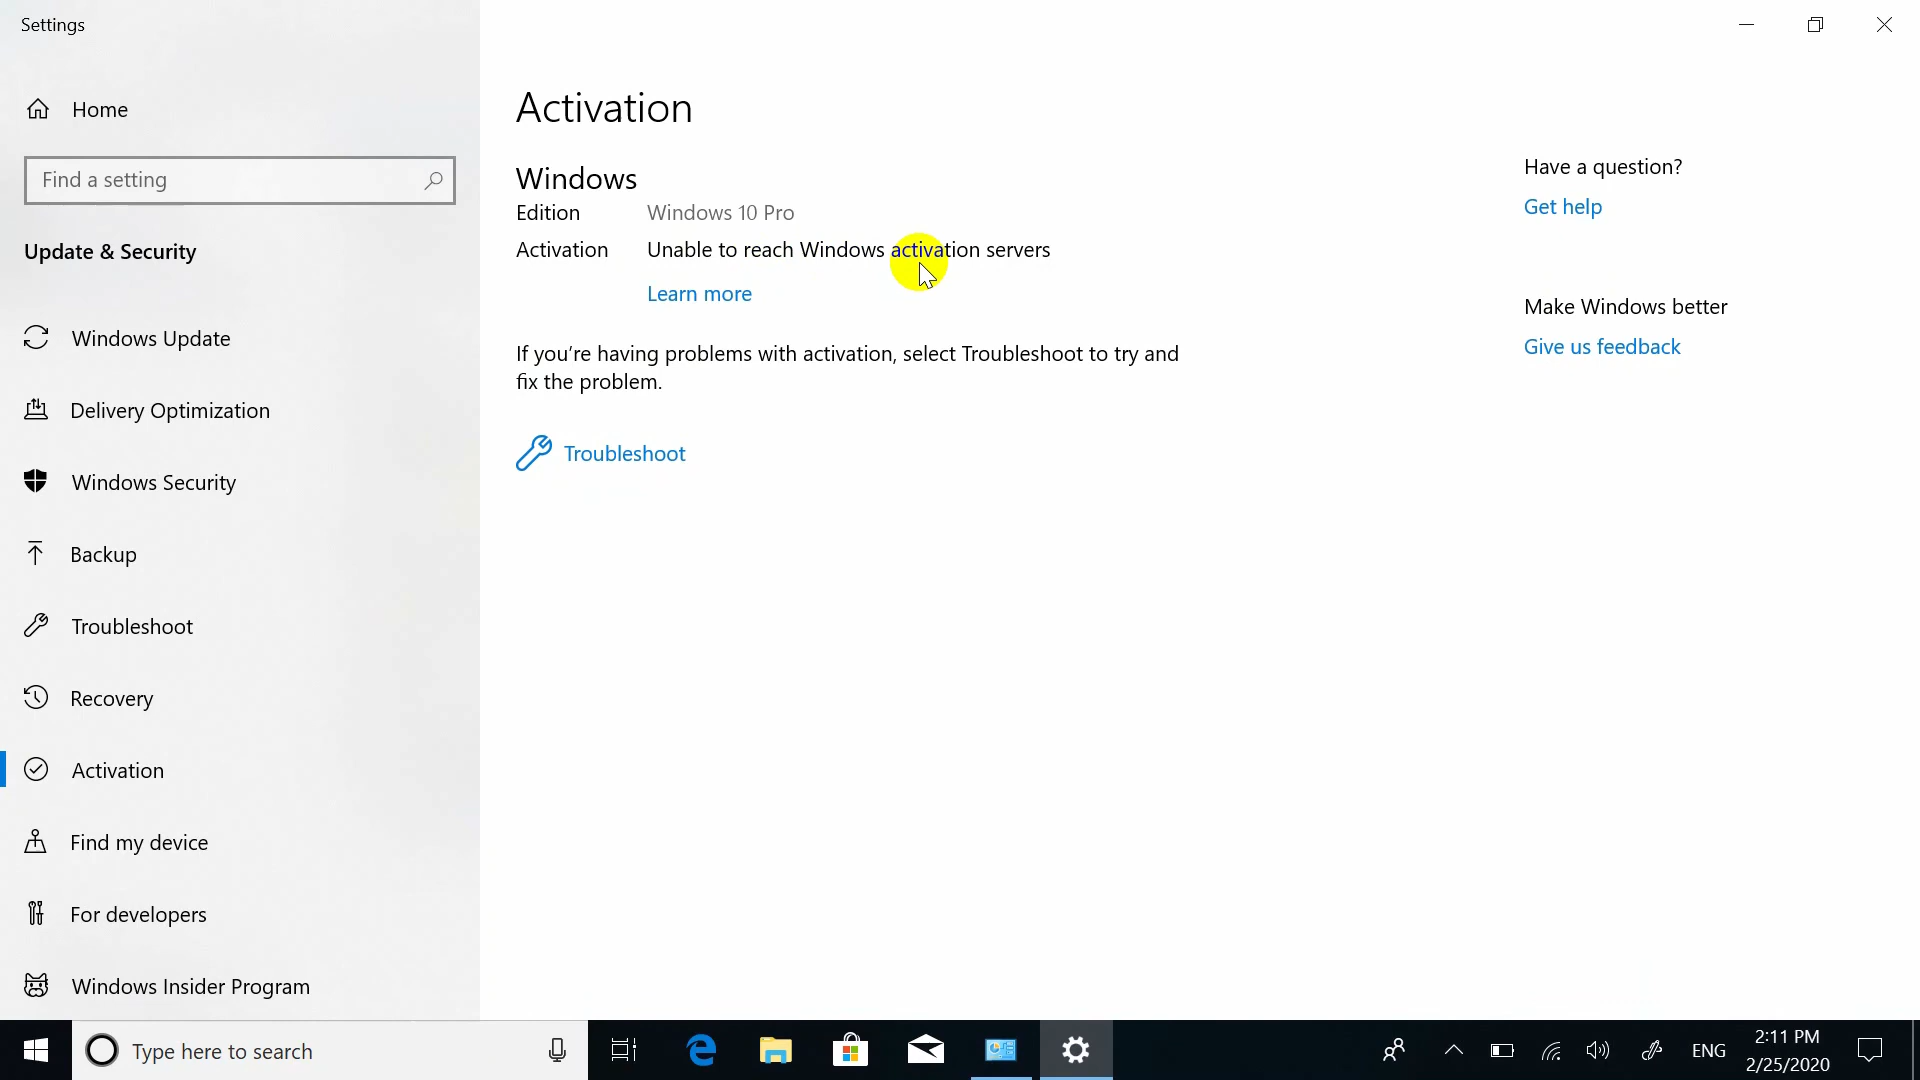 Settings
Home
Find a setting
Update & Security
Windows Update
Delivery Optimization
Windows Security
Backup
Troubleshoot
Recovery
Activation
Find my device
For developers
Windows Insider Program
Activation
Windows
Edition Windows 10 Pro
Activation Unable to reach Windows activation servers
Learn more
If you're having problems with activation, select Troubleshoot to try and
fix the problem.
Troubleshoot
Have a question?
Get help
Make Windows better
Give us feedback
Type here to search
ENG
2:11 PM
2/25/2020